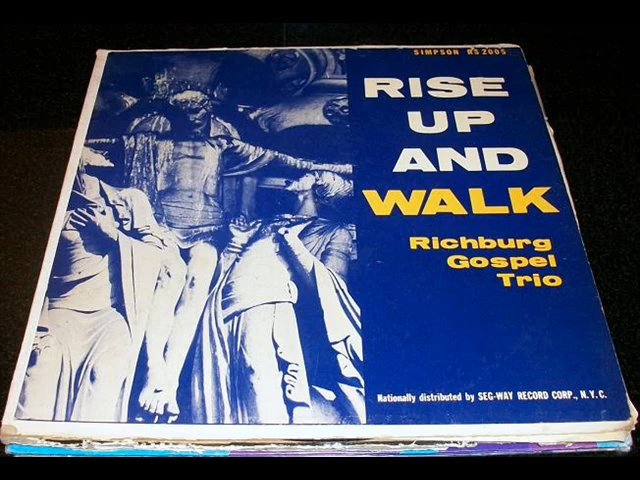 SIMPSON RS 2005
RISE
UP
AND
WALK
Richburg
Gospel
Trio
Nationally distributed by SEG-WAY RECORD CORP., N.Y.C.